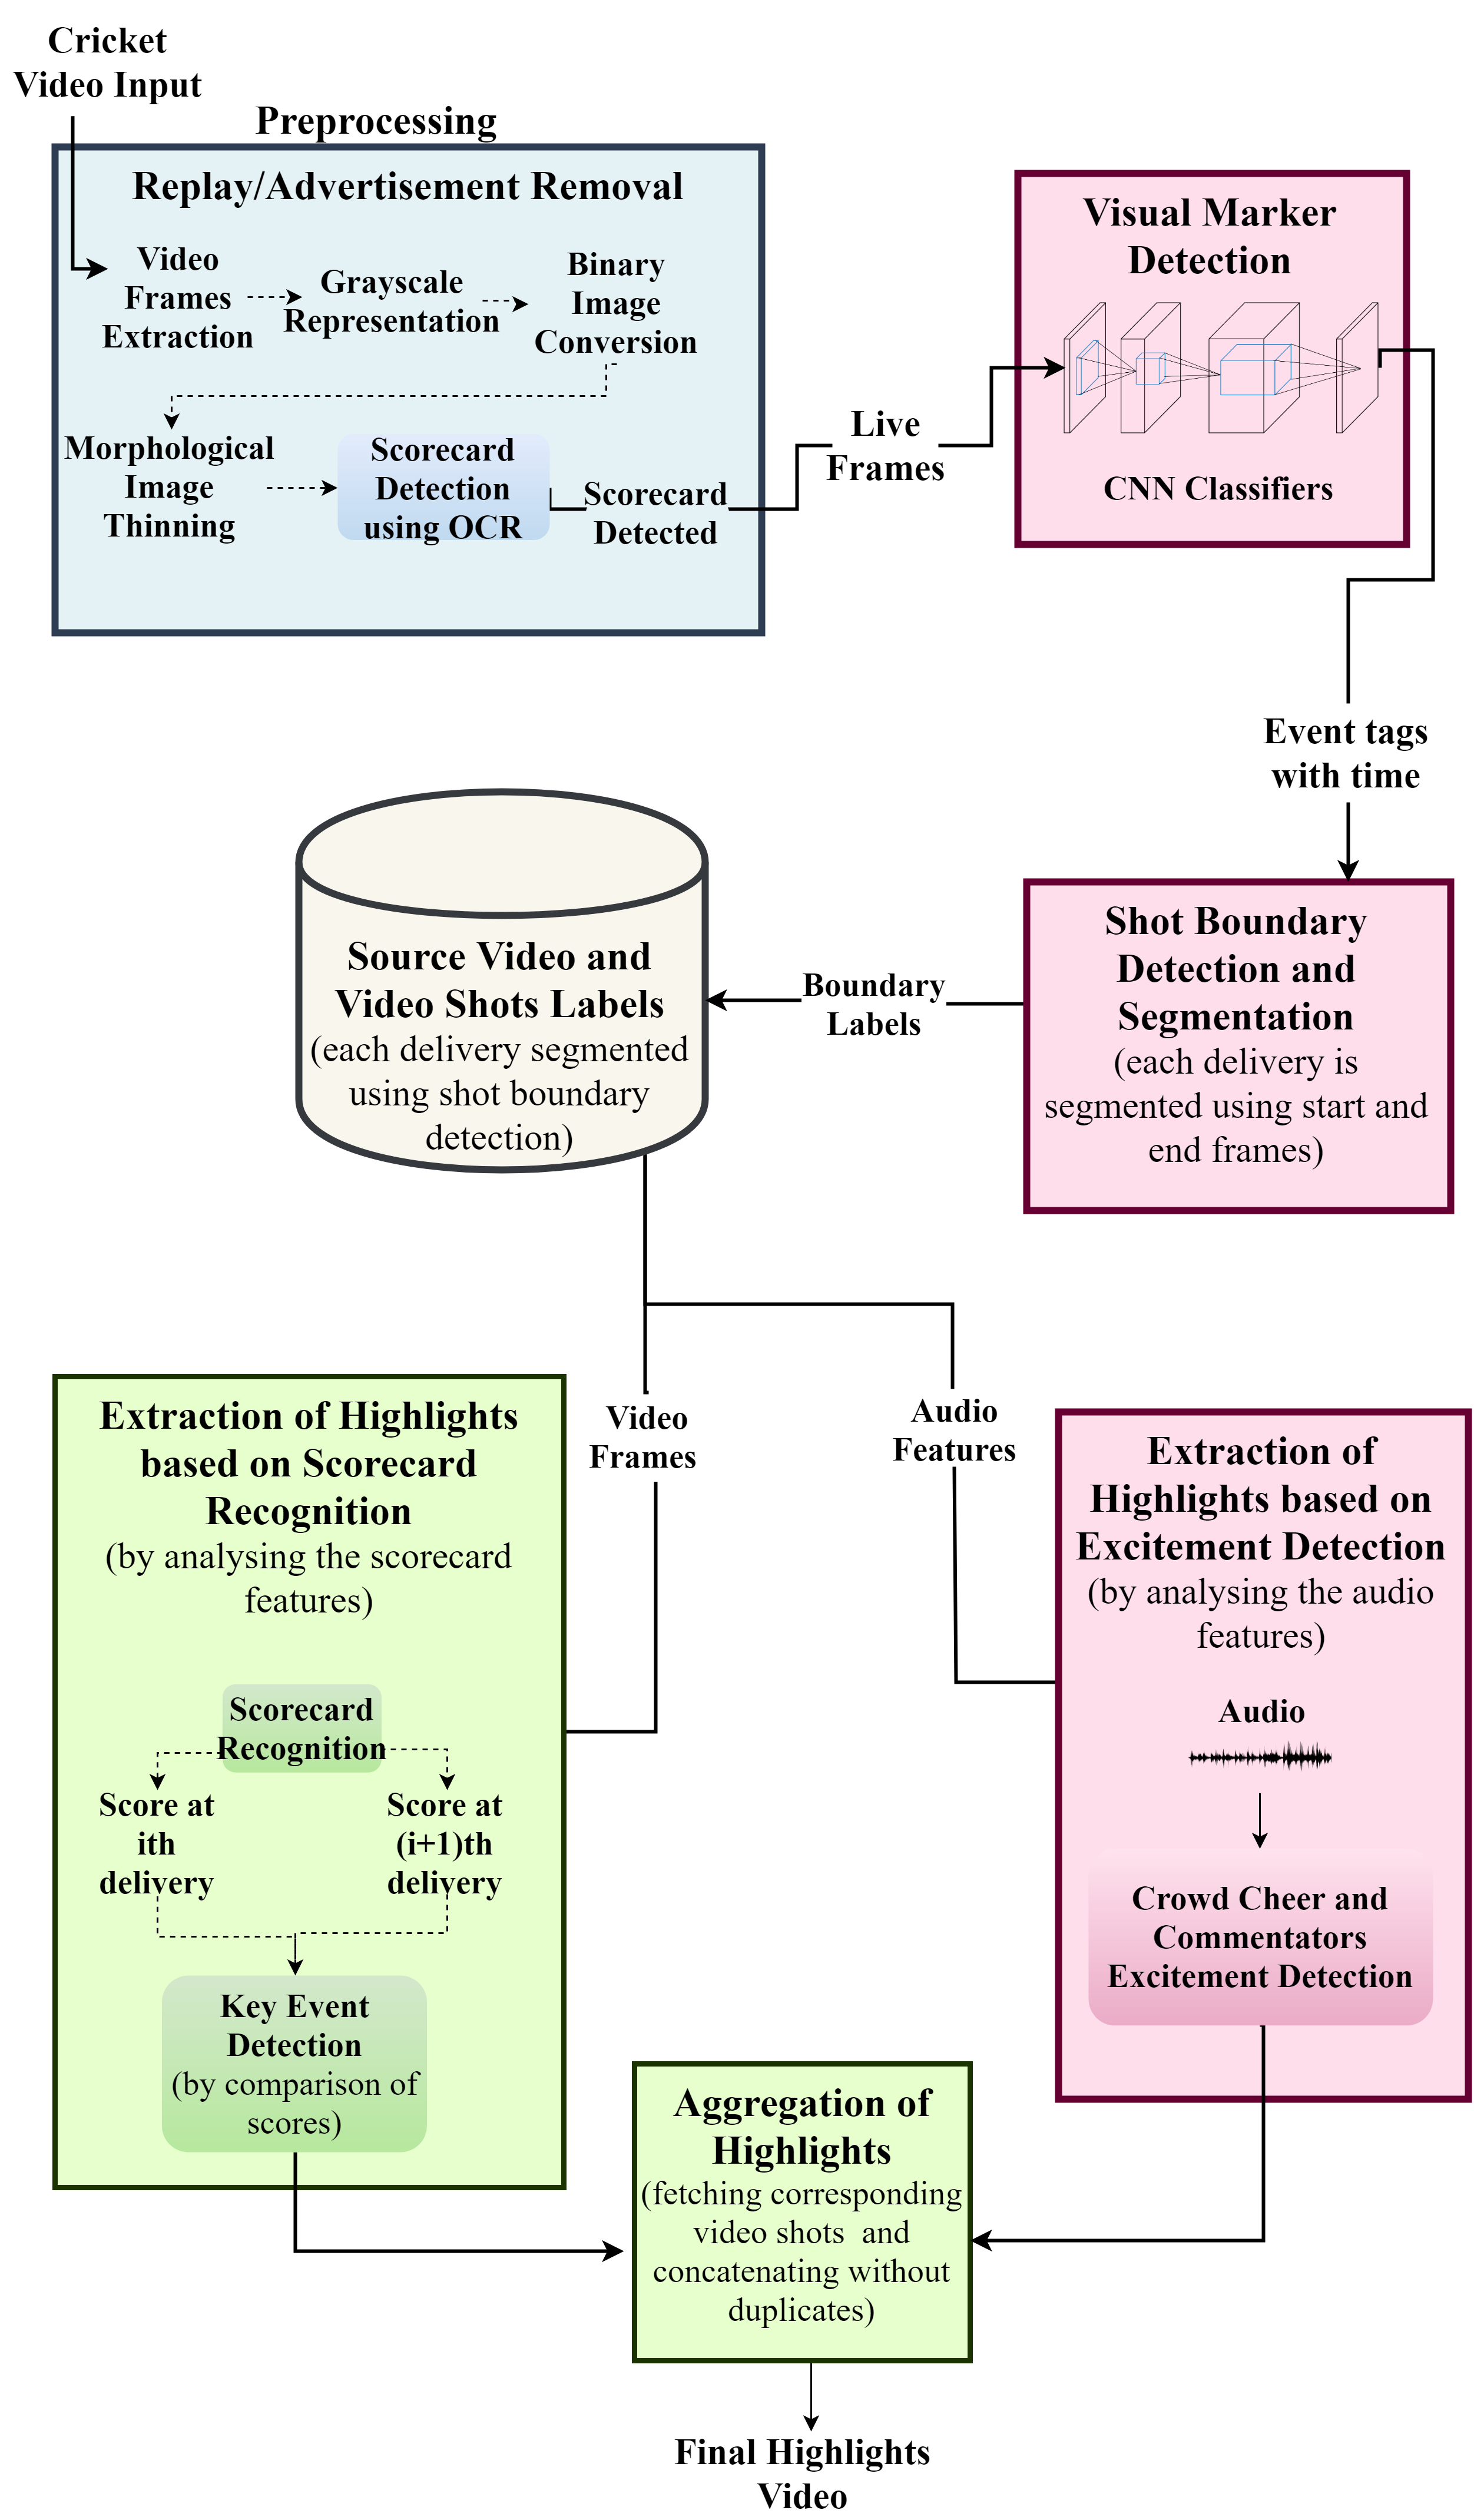 Cricket
Video Input
Preprocessing
Replay/Advertisement Removal
Video
Frames
Extraction
Grayscale
Representation
Binary
Image
Conversion
Morphological
Image
Thinning
Scorecard
Detection
using OCR
Scorecard
Detected
Live
Frames
Visual Marker
Detection
CNN Classifiers
Event tags
with time
Shot Boundary
Detection and
Segmentation
(each delivery is
segmented using start and
end frames)
Boundary
Labels
Source Video and
Video Shots Labels
(each delivery segmented
using shot boundary
detection)
Video
Frames
Audio
Features
Extraction of Highlights
based on Scorecard
Recognition
(by analysing the scorecard
features)
Scorecard
Recognition
Score at
ith
delivery
Score at
(i+1)th
delivery
Key Event
Detection
(by comparison of
scores)
Extraction of
Highlights based on
Excitement Detection
(by analysing the audio
features)
Audio
Crowd Cheer and
Commentators
Excitement Detection
Aggregation of
Highlights
(fetching corresponding
video shots and
concatenating without
duplicates)
Final Highlights
Video